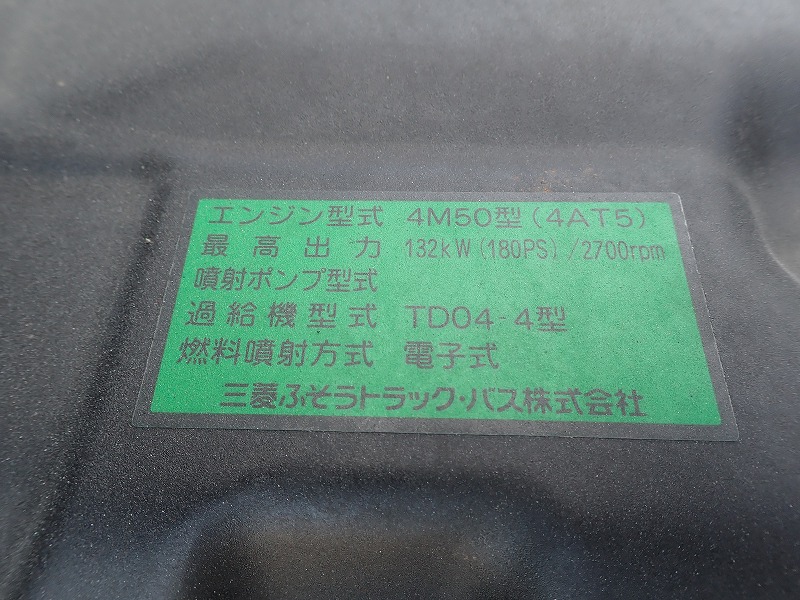 エンジン型式 4M50型(4AT5)
最高出力 132kW(180PS)/2700rpm
噴射ポンプ型式
過給機型式 TD04-4型
燃料噴射方式 電子式
三菱ふそうトラック・バス株式会社